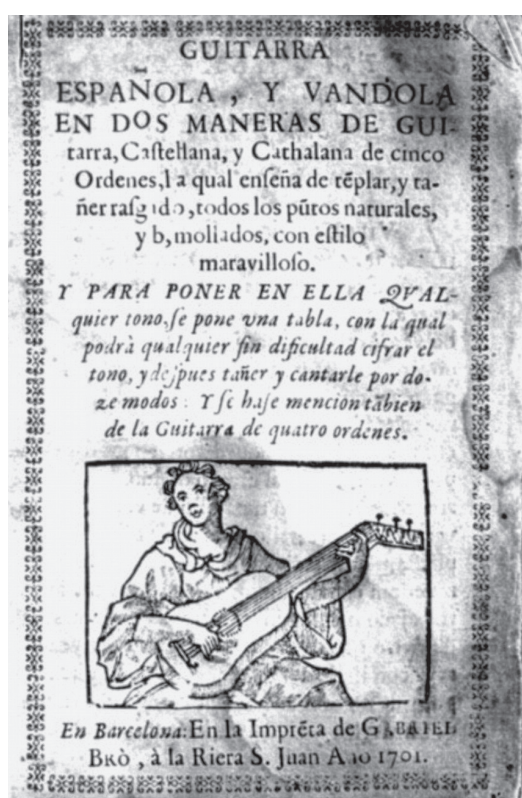 GUITARRA
ESPAÑOLA, Y VANDOLA
EN DOS MANERAS DE GUI-
tarra, Caſtellana, y Cathalana de cinco
Ordenes, la qual enſeña de tẽplar, y ta-
ñer raſgado, todos los pũtos naturales,
y b, mollados, con eſtilo
maravilloſo.
Y PARA PONER EN ELLA QVAL-
quier tono, ſe pone vna tabla, con la qual
podrà qualquier ſin dificultad cifrar el
tono, y deſpues tañer y cantarle por do-
ze modos: Y ſe haſe mencion tãbien
de la Guitarra de quatro ordenes.
En Barcelona: En la Imprẽta de GABRIEL
BRÒ, à la Riera S. Juan Año 1701.